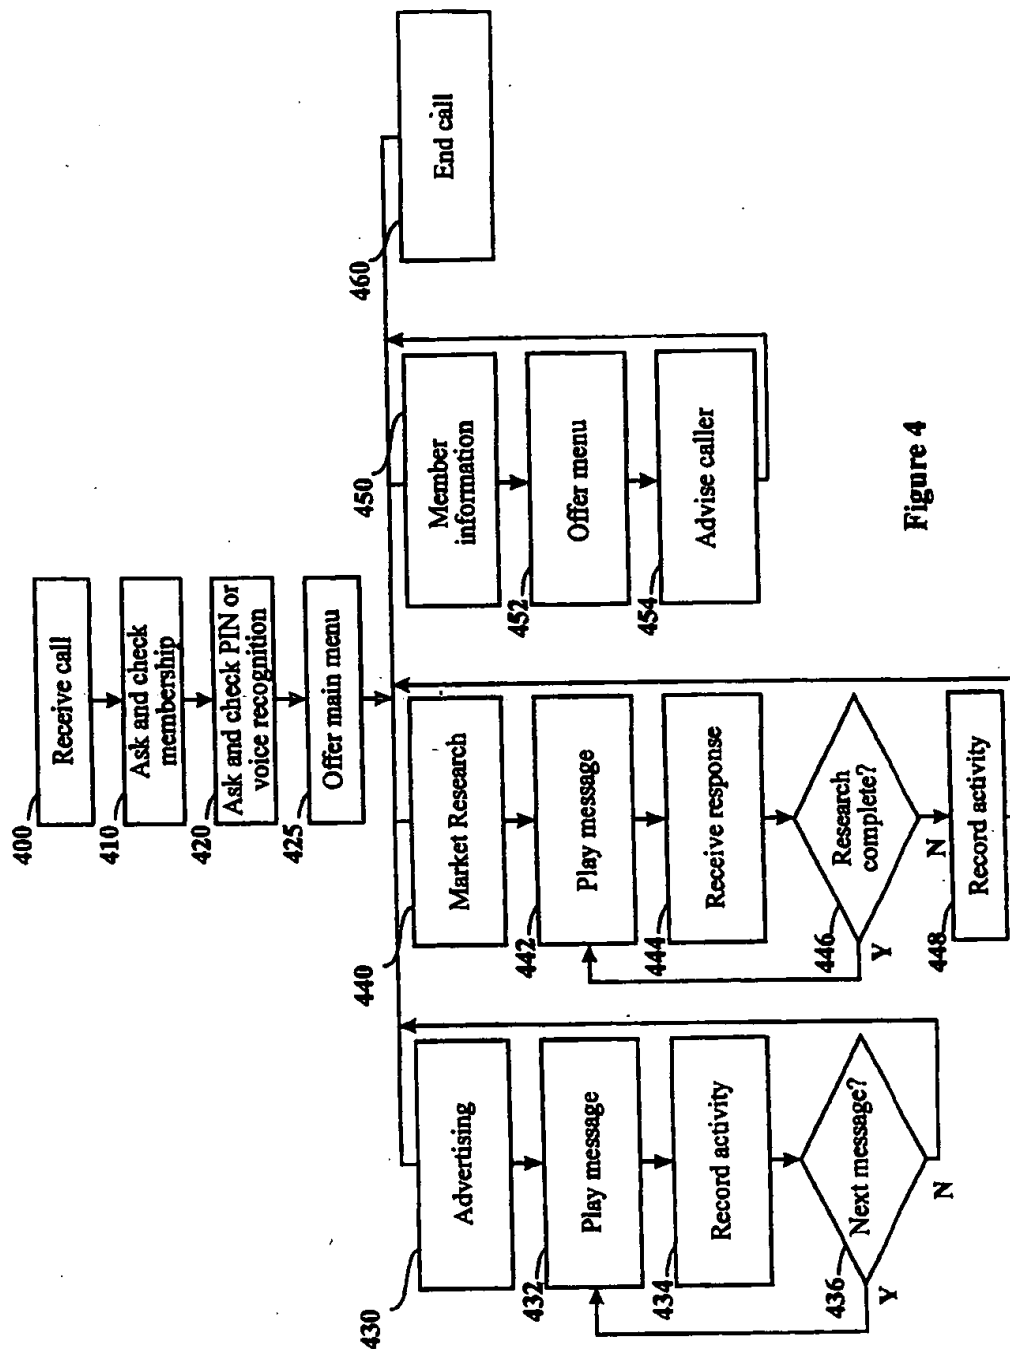 400
Receive call
410
Ask and check
membership
420
Ask and check PIN or
voice recognition
425
Offer main menu
430
Advertising
432
Play message
434
Record activity
436
Next message?
Y
N
440
Market Research
442
Play message
444
Receive response
446
Research
complete?
Y
N
448
Record activity
450
Member
information
452
Offer menu
454
Advise caller
460
End call
Figure 4